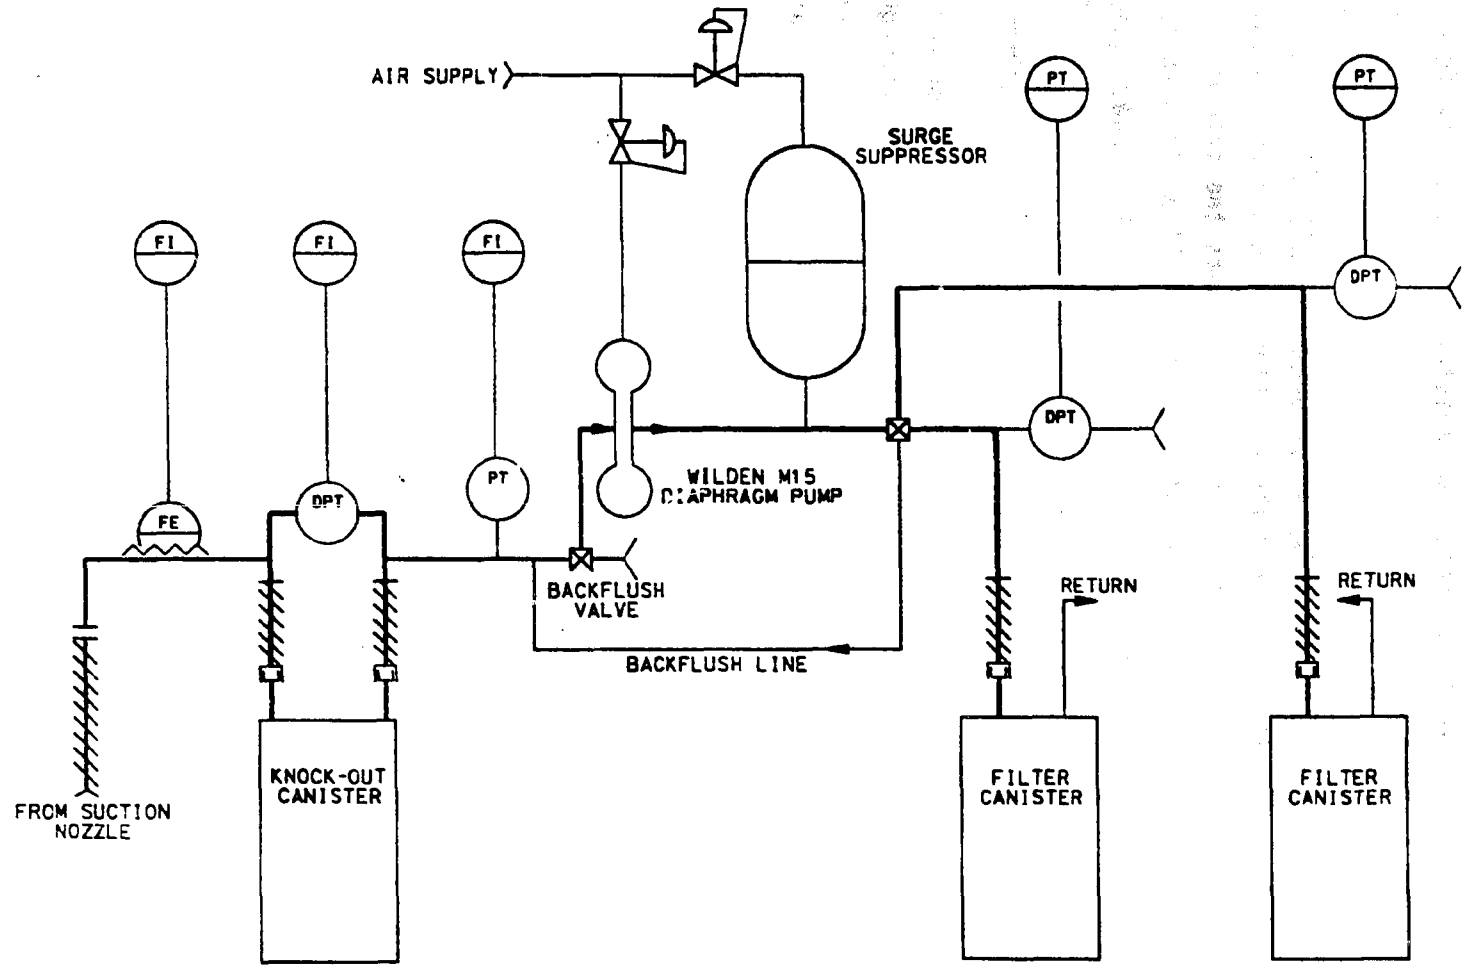 AIR SUPPLY
PT
PT
SURGE
SUPPRESSOR
FI
FI
FI
DPT
DPT
DPT
PT
FE
WILDEN M15
DIAPHRAGM PUMP
BACKFLUSH
VALVE
RETURN
RETURN
BACKFLUSH LINE
KNOCK-OUT
CANISTER
FILTER
CANISTER
FILTER
CANISTER
FROM SUCTION
NOZZLE